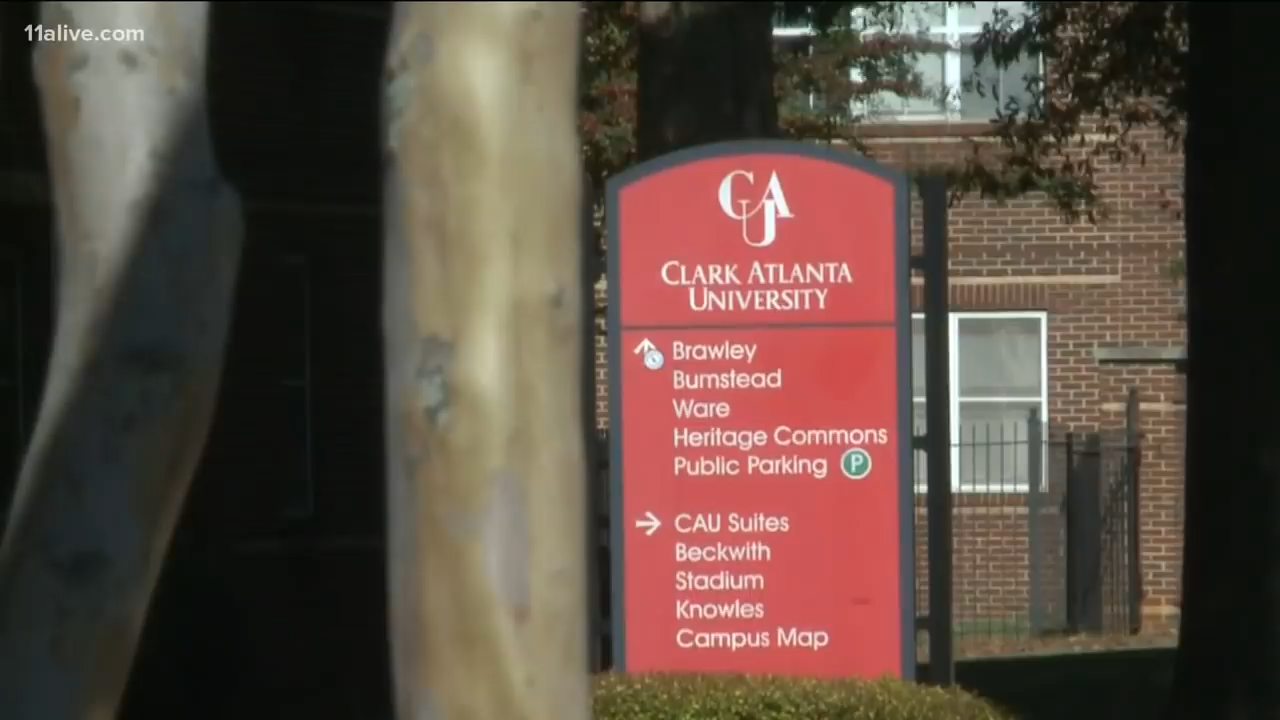 11alive.com
CAU
CLARK ATLANTA
UNIVERSITY
Brawley
Bumstead
Ware
Heritage Commons
Public Parking P
CAU Suites
Beckwith
Stadium
Knowles
Campus Map